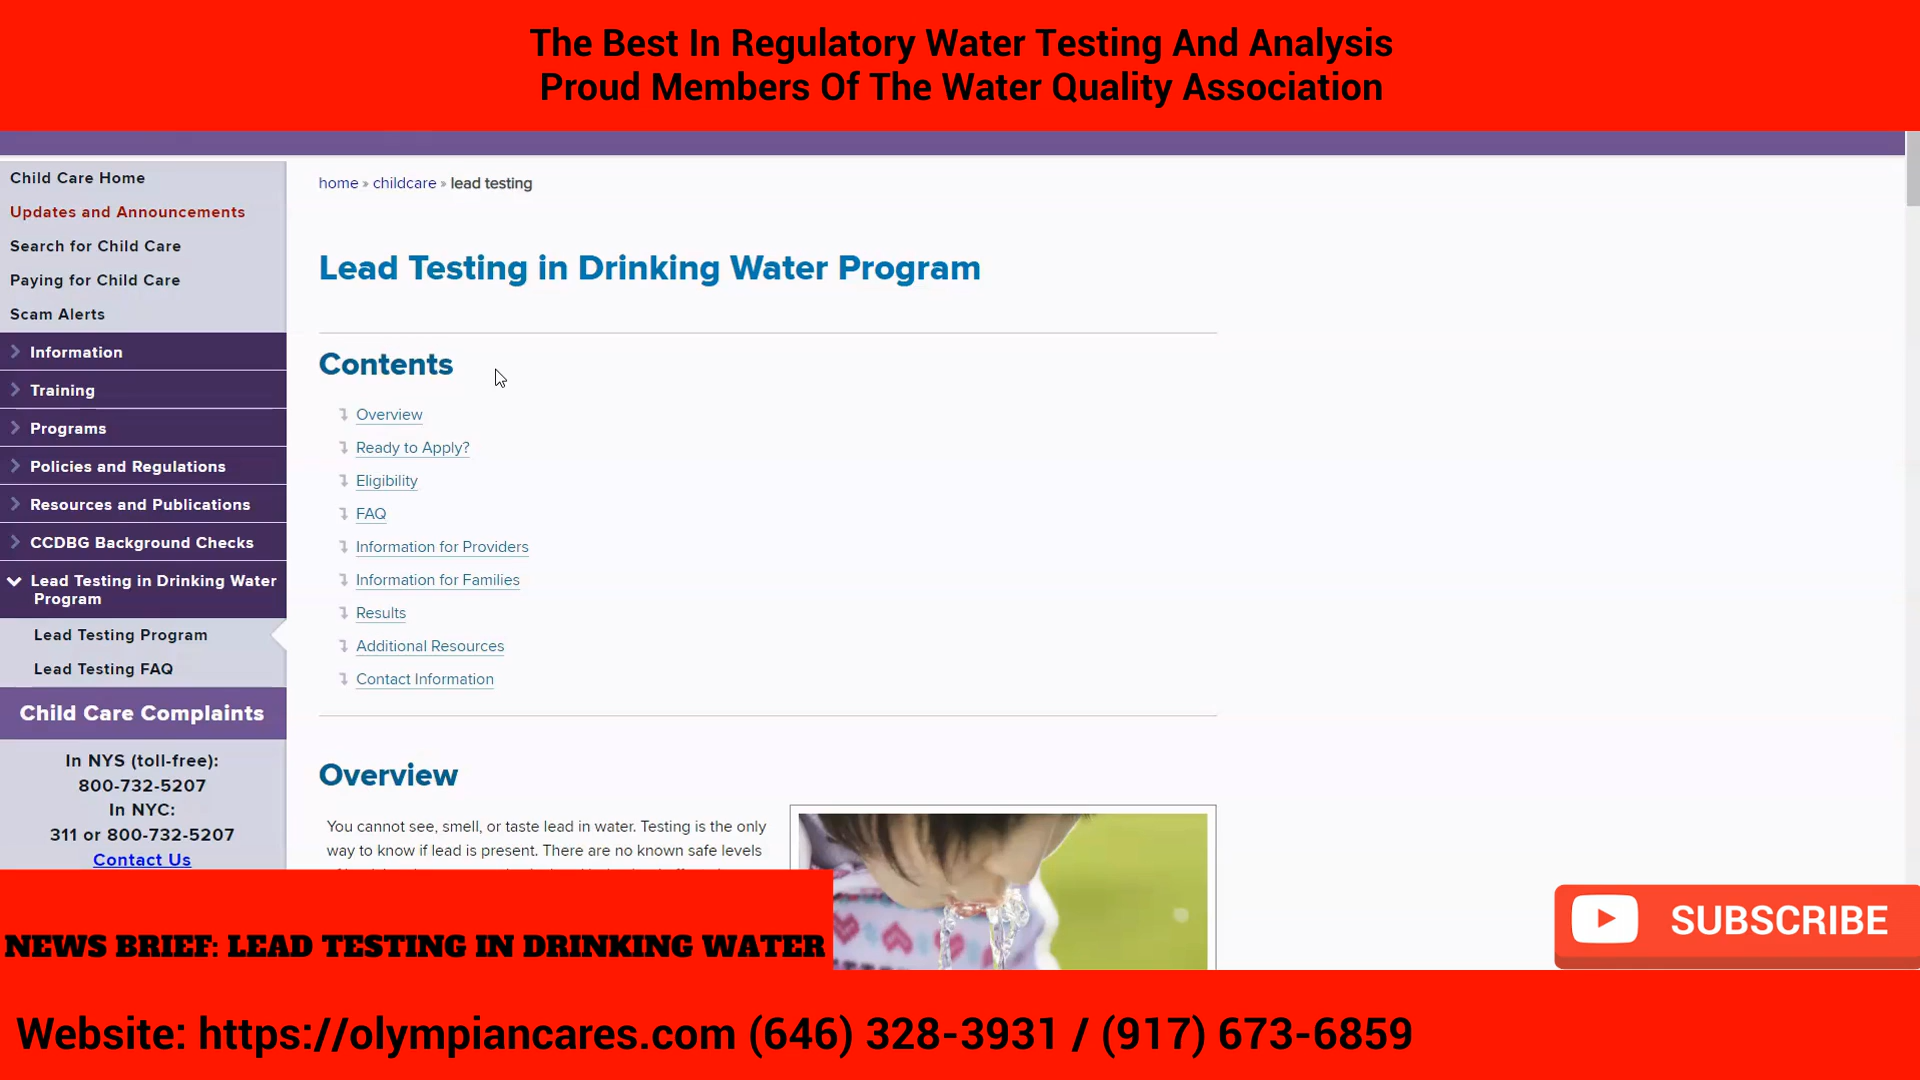 The Best In Regulatory Water Testing And Analysis
Proud Members Of The Water Quality Association
Child Care Home
Updates and Announcements
Search for Child Care
Paying for Child Care
Scam Alerts
Information
Training
Programs
Policies and Regulations
Resources and Publications
CCDBG Background Checks
Lead Testing in Drinking Water
Program
Lead Testing Program
Lead Testing FAQ
Child Care Complaints
In NYS (toll-free):
800-732-5207
In NYC:
311 or 800-732-5207
Contact Us
home » childcare » lead testing
Lead Testing in Drinking Water Program
Contents
Overview
Ready to Apply?
Eligibility
FAQ
Information for Providers
Information for Families
Results
Additional Resources
Contact Information
Overview
You cannot see, smell, or taste lead in water. Testing is the only
way to know if lead is present. There are no known safe levels
NEWS BRIEF: LEAD TESTING IN DRINKING WATER
SUBSCRIBE
Website: https://olympiancares.com (646) 328-3931 / (917) 673-6859